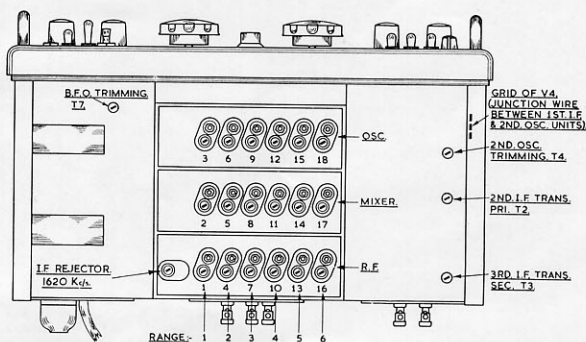 B.F.O. TRIMMING.
T7.
GRID OF V4.
(JUNCTION WIRE
BETWEEN 1ST. I.F.
& 2ND. OSC. UNITS)
3 6 9 12 15 18
OSC.
2ND. OSC.
TRIMMING. T4.
2 5 8 11 14 17
MIXER.
2ND. I.F. TRANS.
PRI. T2.
I.F. REJECTOR.
1620 Kc/s.
1 4 7 10 13 16
R.F.
3RD. I.F. TRANS.
SEC. T3.
RANGE:- 1 2 3 4 5 6